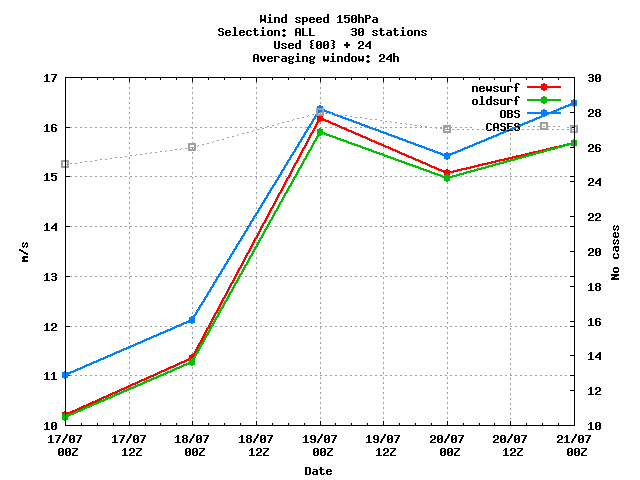 Wind speed 150hPa
Selection: ALL     30 stations
Used {00} + 24
Averaging window: 24h
newsurf
oldsurf
OBS
CASES
17
16
15
14
13
12
11
10
m/s
30
28
26
24
22
20
18
16
14
12
10
No cases
17/07 17/07 18/07 18/07 19/07 19/07 20/07 20/07 21/07
00Z 12Z 00Z 12Z 00Z 12Z 00Z 12Z 00Z
Date